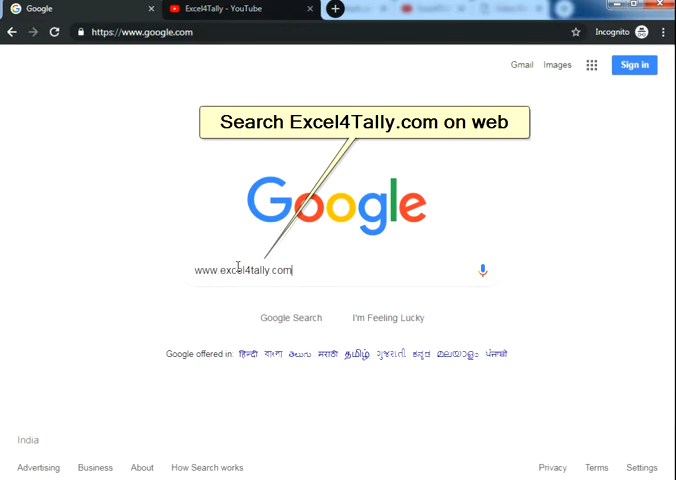 Google
Excel4Tally - YouTube
https://www.google.com
Incognito
Gmail
Images
Sign in
Search Excel4Tally.com on web
Google
www.excel4tally.com
Google Search
I'm Feeling Lucky
Google offered in: हिन्दी বাংলা తెలుగు मराठी தமிழ் ગુજરાતી ಕನ್ನಡ മലയാളം ਪੰਜਾਬੀ
India
Advertising Business About How Search works
Privacy Terms Settings